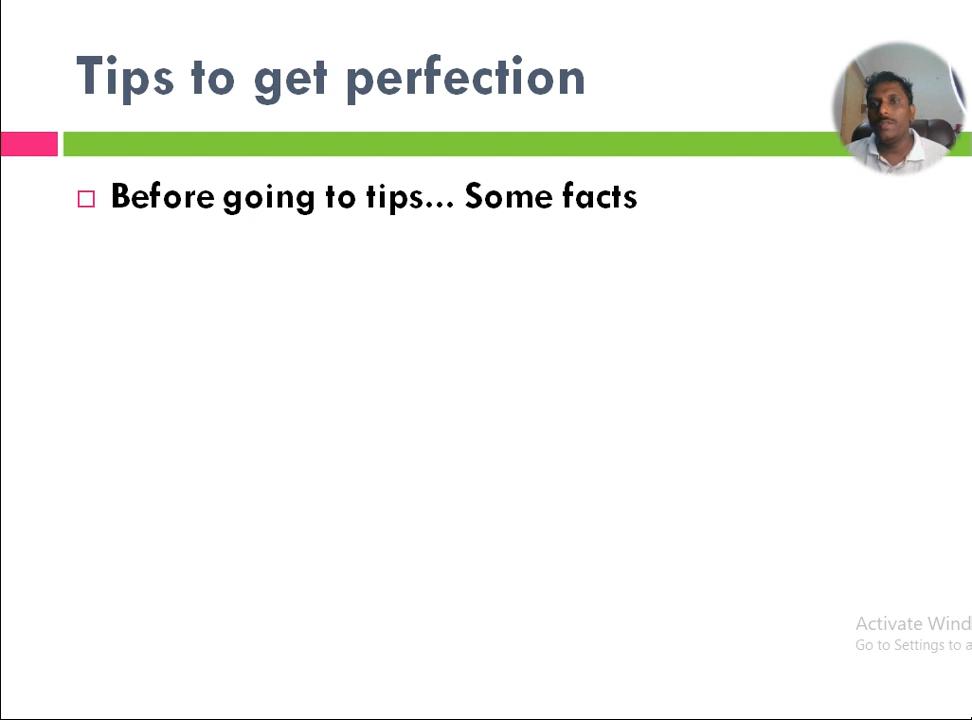 Tips to get perfection
Before going to tips... Some facts
Activate Wind
Go to Settings to a